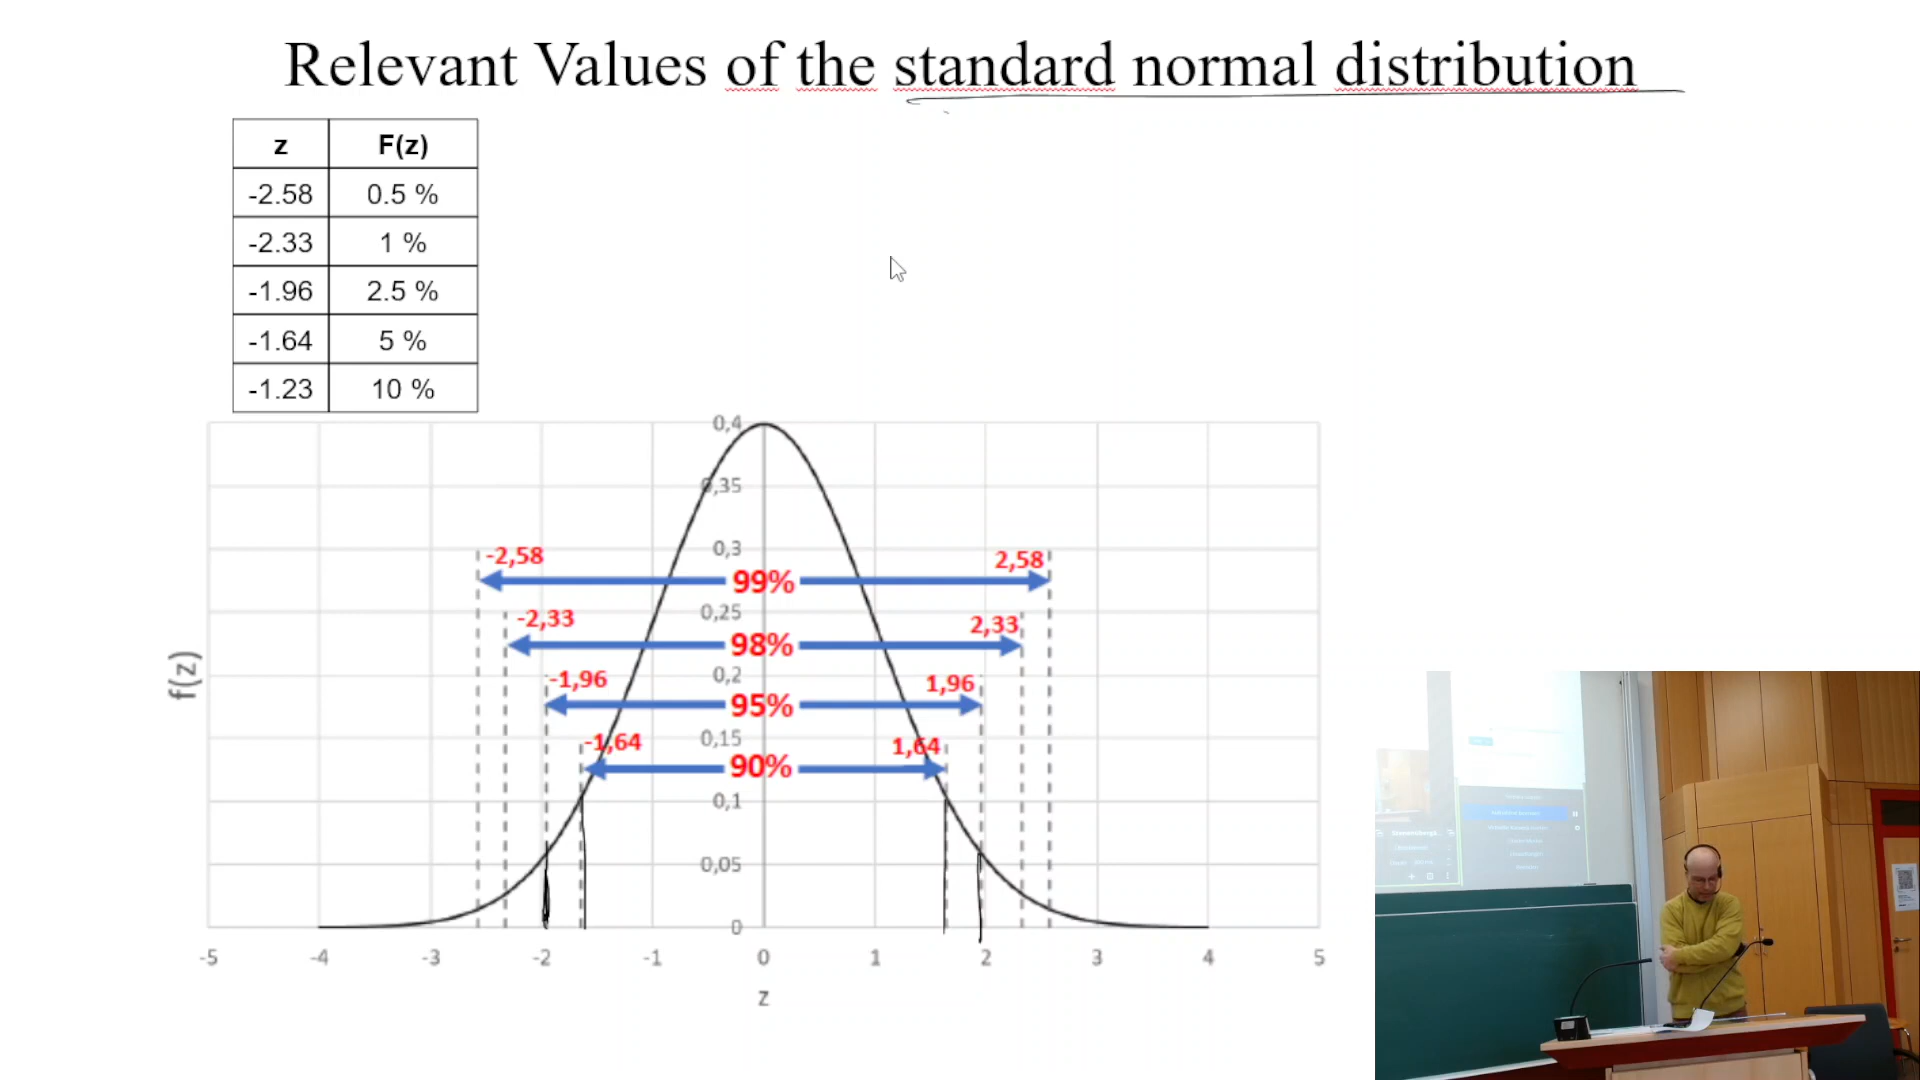 Relevant Values of the standard normal distribution
z F(z)
-2.58 0.5 %
-2.33 1 %
-1.96 2.5 %
-1.64 5 %
-1.23 10 %
0,4
0,35
0,3
-2,58 2,58
99%
0,25
-2,33 2,33
98%
0,2
-1,96 1,96
95%
0,15
-1,64 1,64
90%
0,1
0,05
0
f(z)
-5 -4 -3 -2 -1 0 1 2 3 4 5
z